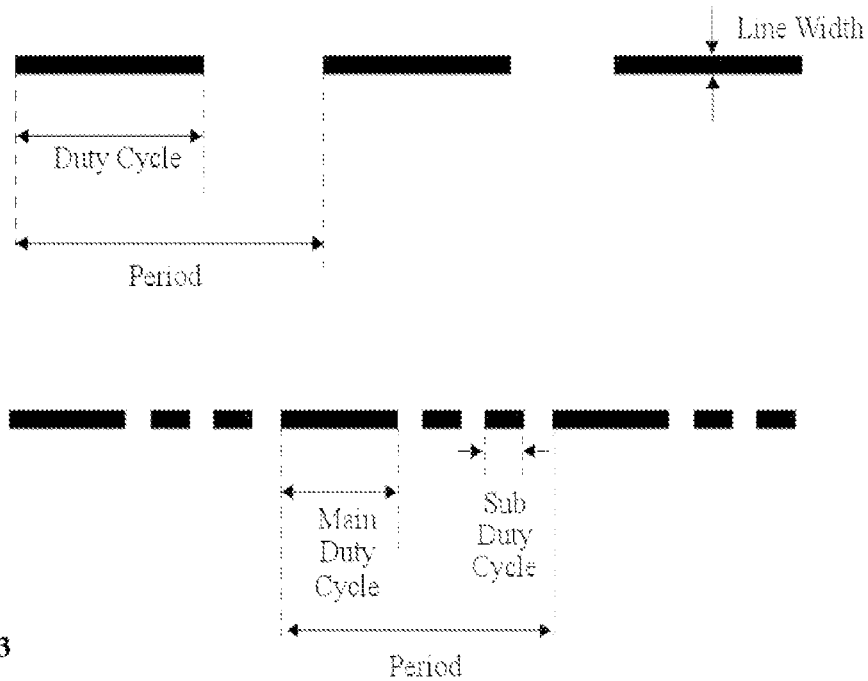 Line Width
Duty Cycle
Period
Main
Duty
Cycle
Sub
Duty
Cycle
Period
3